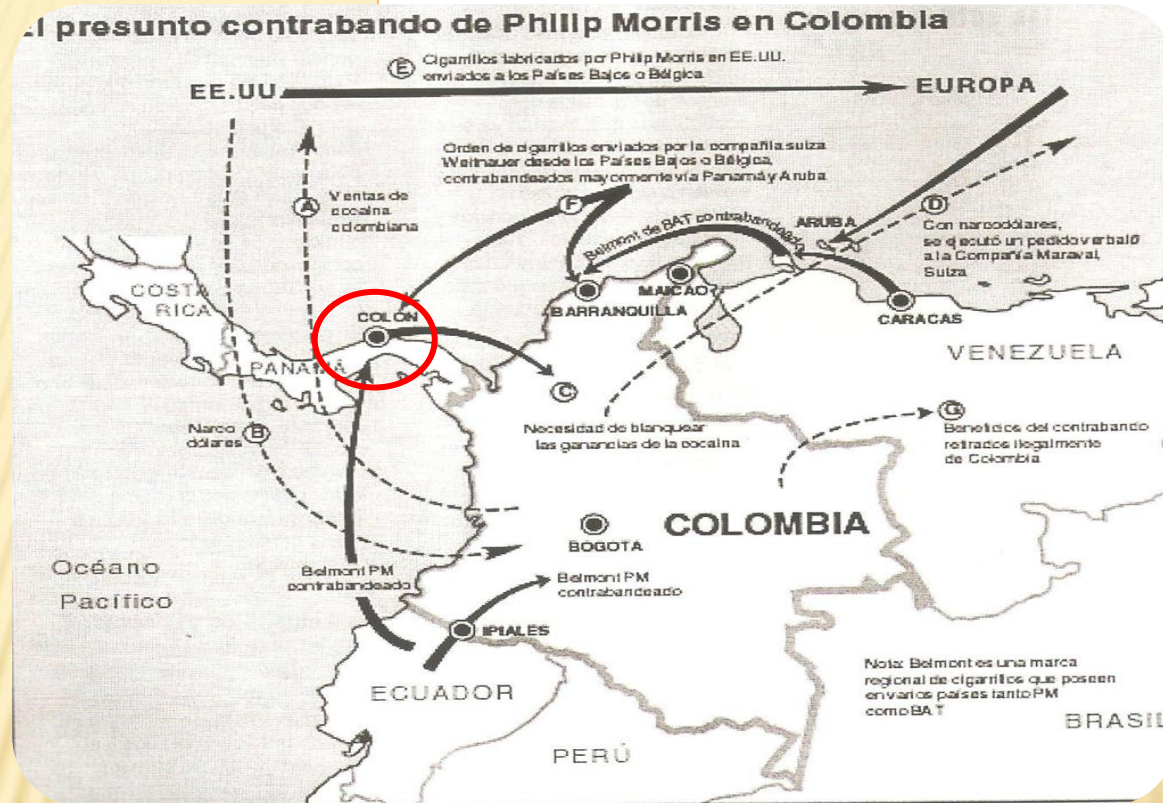 El presunto contrabando de Philip Morris en Colombia
E
Cigarrillos fabricados por Philip Morris en EE.UU.
enviados a los Países Bajos o Bélgica
EE.UU.
EUROPA
Orden de cigarrillos enviados por la compañía suiza
Weitnauer desde los Países Bajos o Bélgica,
contrabandeados mayormente vía Panamá y Aruba
A
Ventas de
cocaína
colombiana
F
D
Con narcodólares,
se ejecutó un pedido verbaló
a la Compañía Maraval,
Suiza
Belmont de BAT contrabandeado
ARUBA
COSTA
RICA
COLÓN
BARRANQUILLA
MAICAO
CARACAS
VENEZUELA
PANAMÁ
C
Necesidad de blanquear
las ganancias de la cocaína
G
Beneficios del contrabando
retirados ilegalmente
de Colombia
Narco
dólares
B
COLOMBIA
BOGOTA
Océano
Pacífico
Belmont PM
contrabandeado
Belmont PM
contrabandeado
IPIALES
ECUADOR
PERÚ
Nota: Belmont es una marca
regional de cigarrillos que poseen
en varios países tanto PM
como BAT
BRASIL